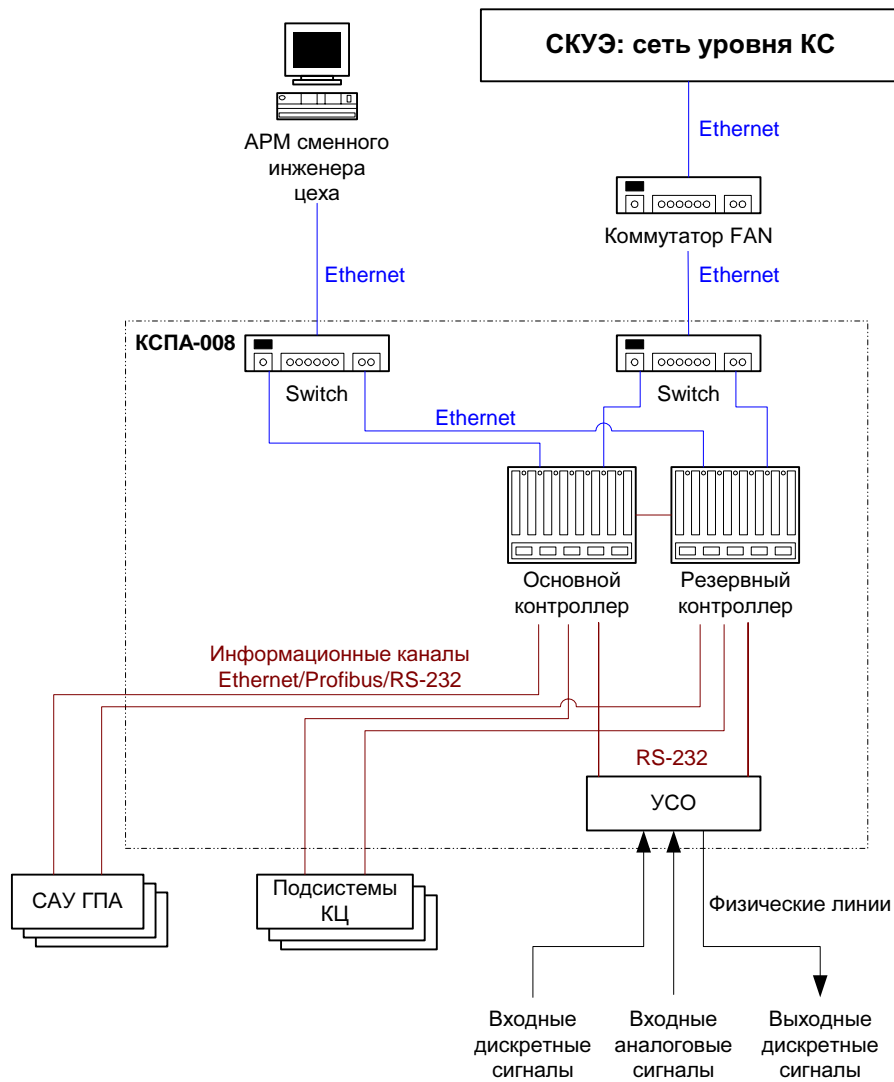 СКУЭ: сеть уровня КС
АРМ сменного
инженера
цеха
Ethernet
Коммутатор FAN
Ethernet
Ethernet
КСПА-008
Switch
Switch
Ethernet
Основной
контроллер
Резервный
контроллер
Информационные каналы
Ethernet/Profibus/RS-232
RS-232
УСО
САУ ГПА
Подсистемы
КЦ
Физические линии
Входные
дискретные
сигналы
Входные
аналоговые
сигналы
Выходные
дискретные
сигналы